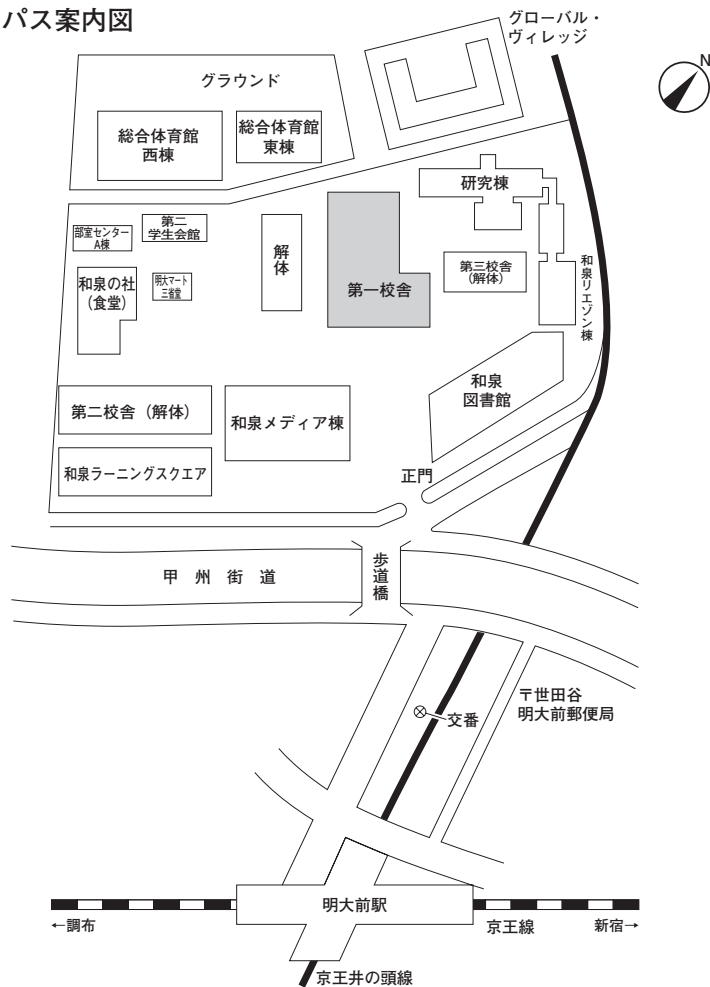 パス案内図
グローバル・
ヴィレッジ
N
グラウンド
総合体育館
西棟
総合体育館
東棟
研究棟
部室センター
A棟
第二
学生会館
解体
第一校舎
第三校舎
(解体)
和泉リエゾン棟
和泉の杜
(食堂)
明大マート
三省堂
和泉
図書館
第二校舎（解体）
和泉メディア棟
和泉ラーニングスクエア
正門
甲州街道
歩道橋
〒世田谷
明大前郵便局
交番
明大前駅
←調布
京王線
新宿→
京王井の頭線